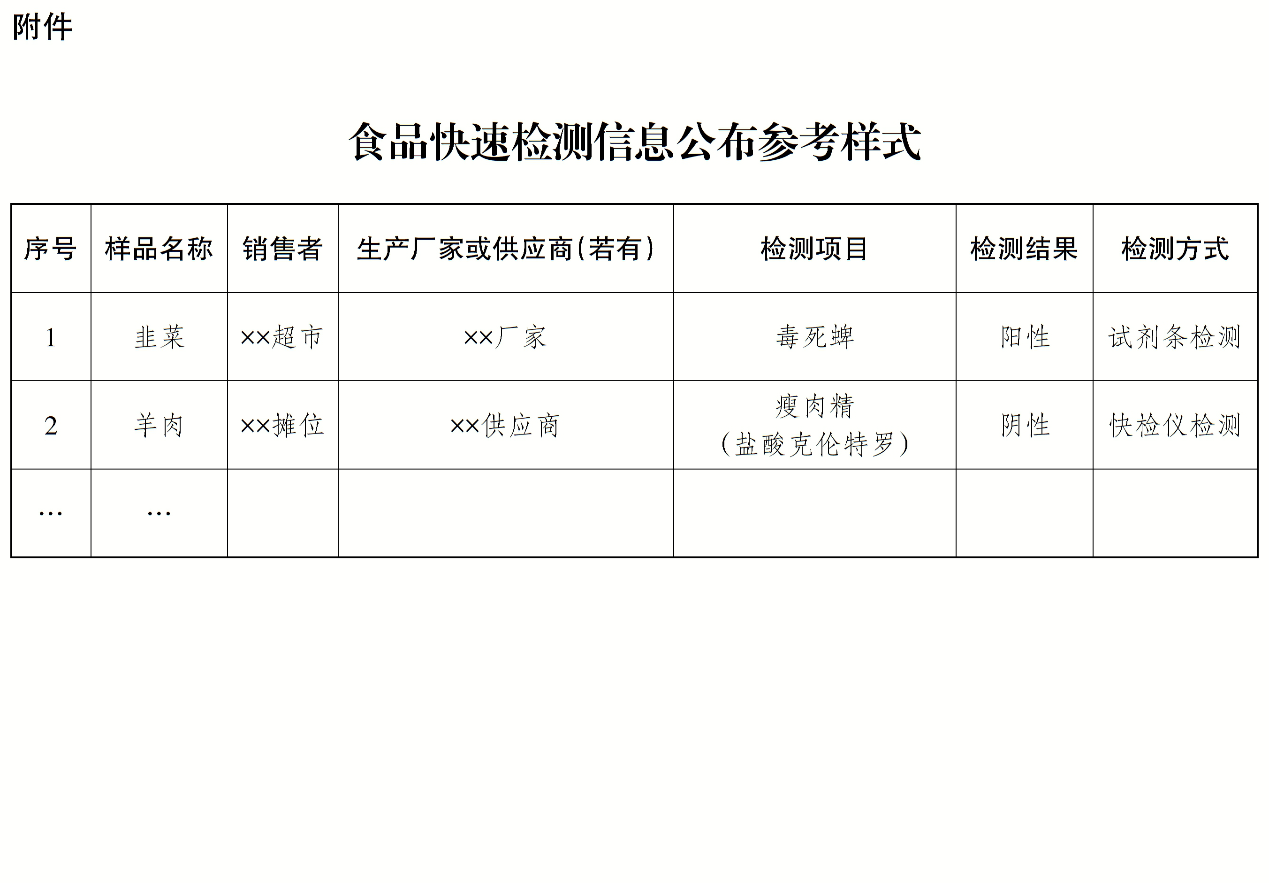 附件
食品快速检测信息公布参考样式
序号 样品名称 销售者 生产厂家或供应商(若有) 检测项目 检测结果 检测方式
1 韭菜 ××超市 ××厂家 毒死蜱 阳性 试剂条检测
2 羊肉 ××摊位 ××供应商 瘦肉精 阴性 快检仪检测
(盐酸克伦特罗)
… …